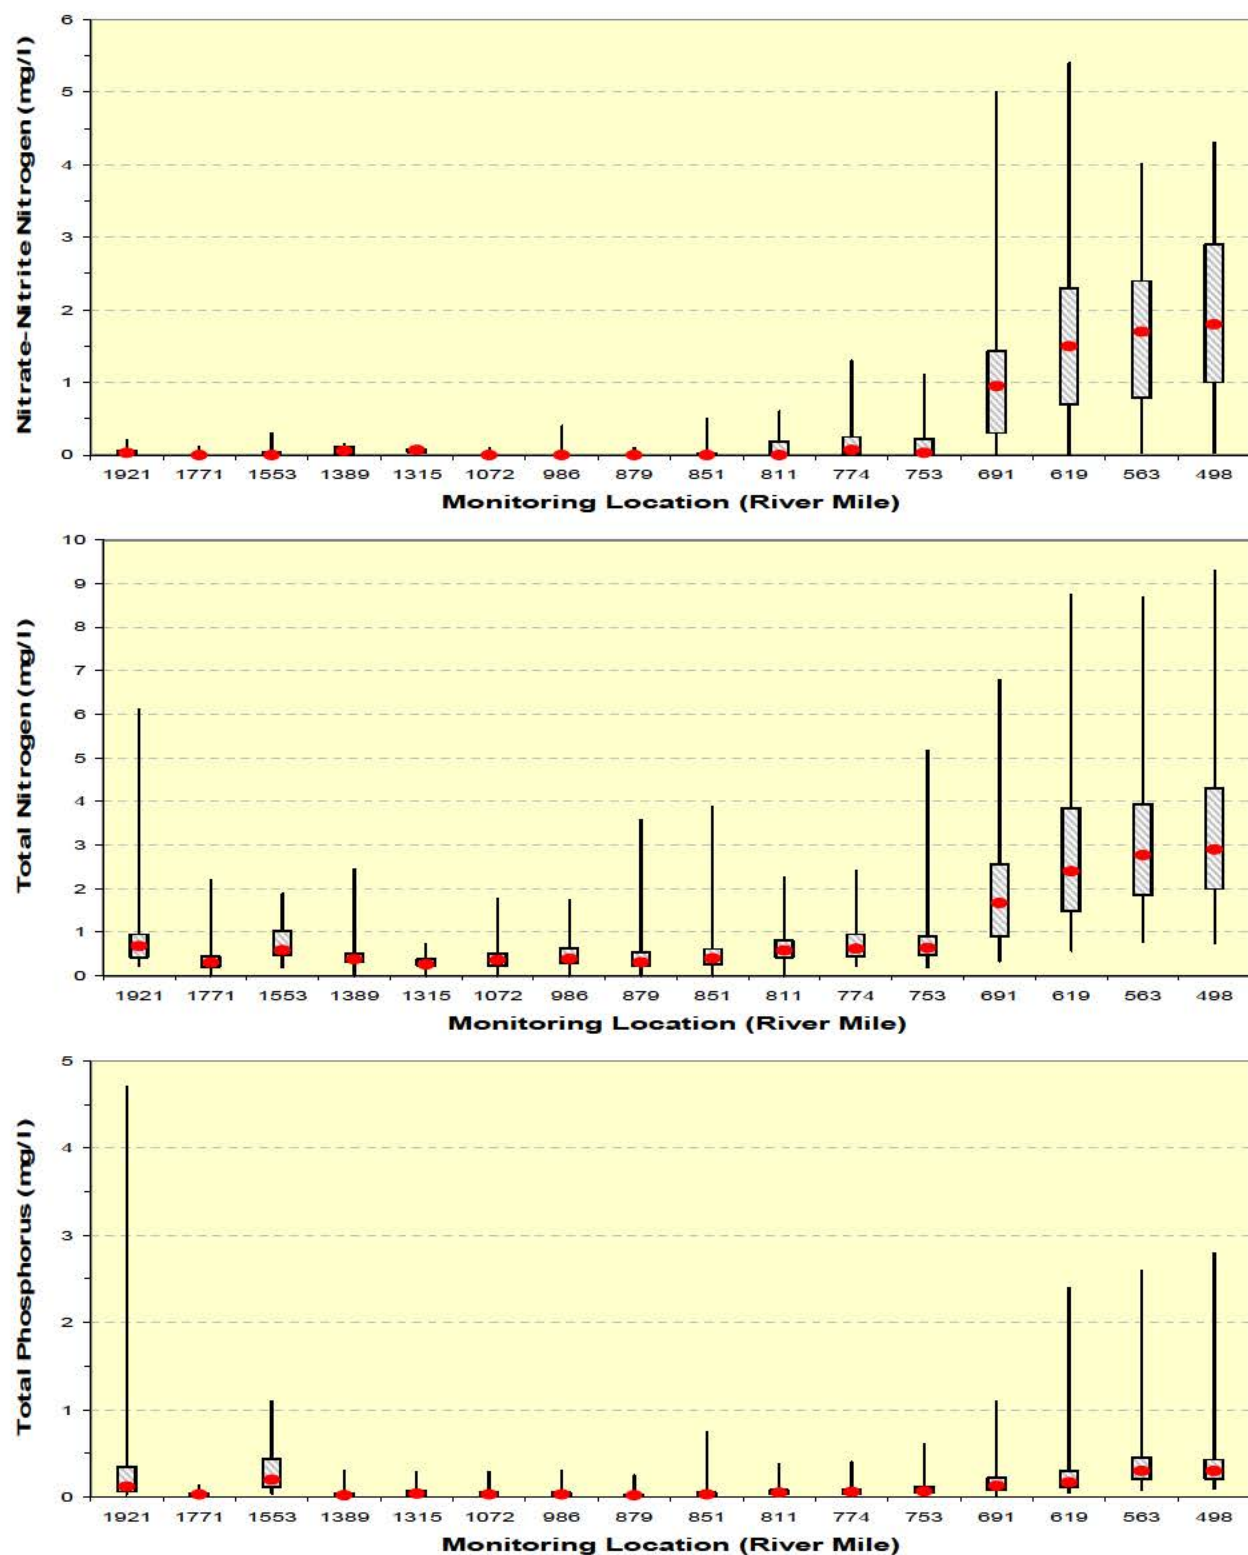 Nitrate-Nitrite Nitrogen (mg/l)
6
5
4
3
2
1
0
1921 1771 1553 1389 1315 1072 986 879 851 811 774 753 691 619 563 498
Monitoring Location (River Mile)
Total Nitrogen (mg/l)
10
9
8
7
6
5
4
3
2
1
0
1921 1771 1553 1389 1315 1072 986 879 851 811 774 753 691 619 563 498
Monitoring Location (River Mile)
Total Phosphorus (mg/l)
5
4
3
2
1
0
1921 1771 1553 1389 1315 1072 986 879 851 811 774 753 691 619 563 498
Monitoring Location (River Mile)